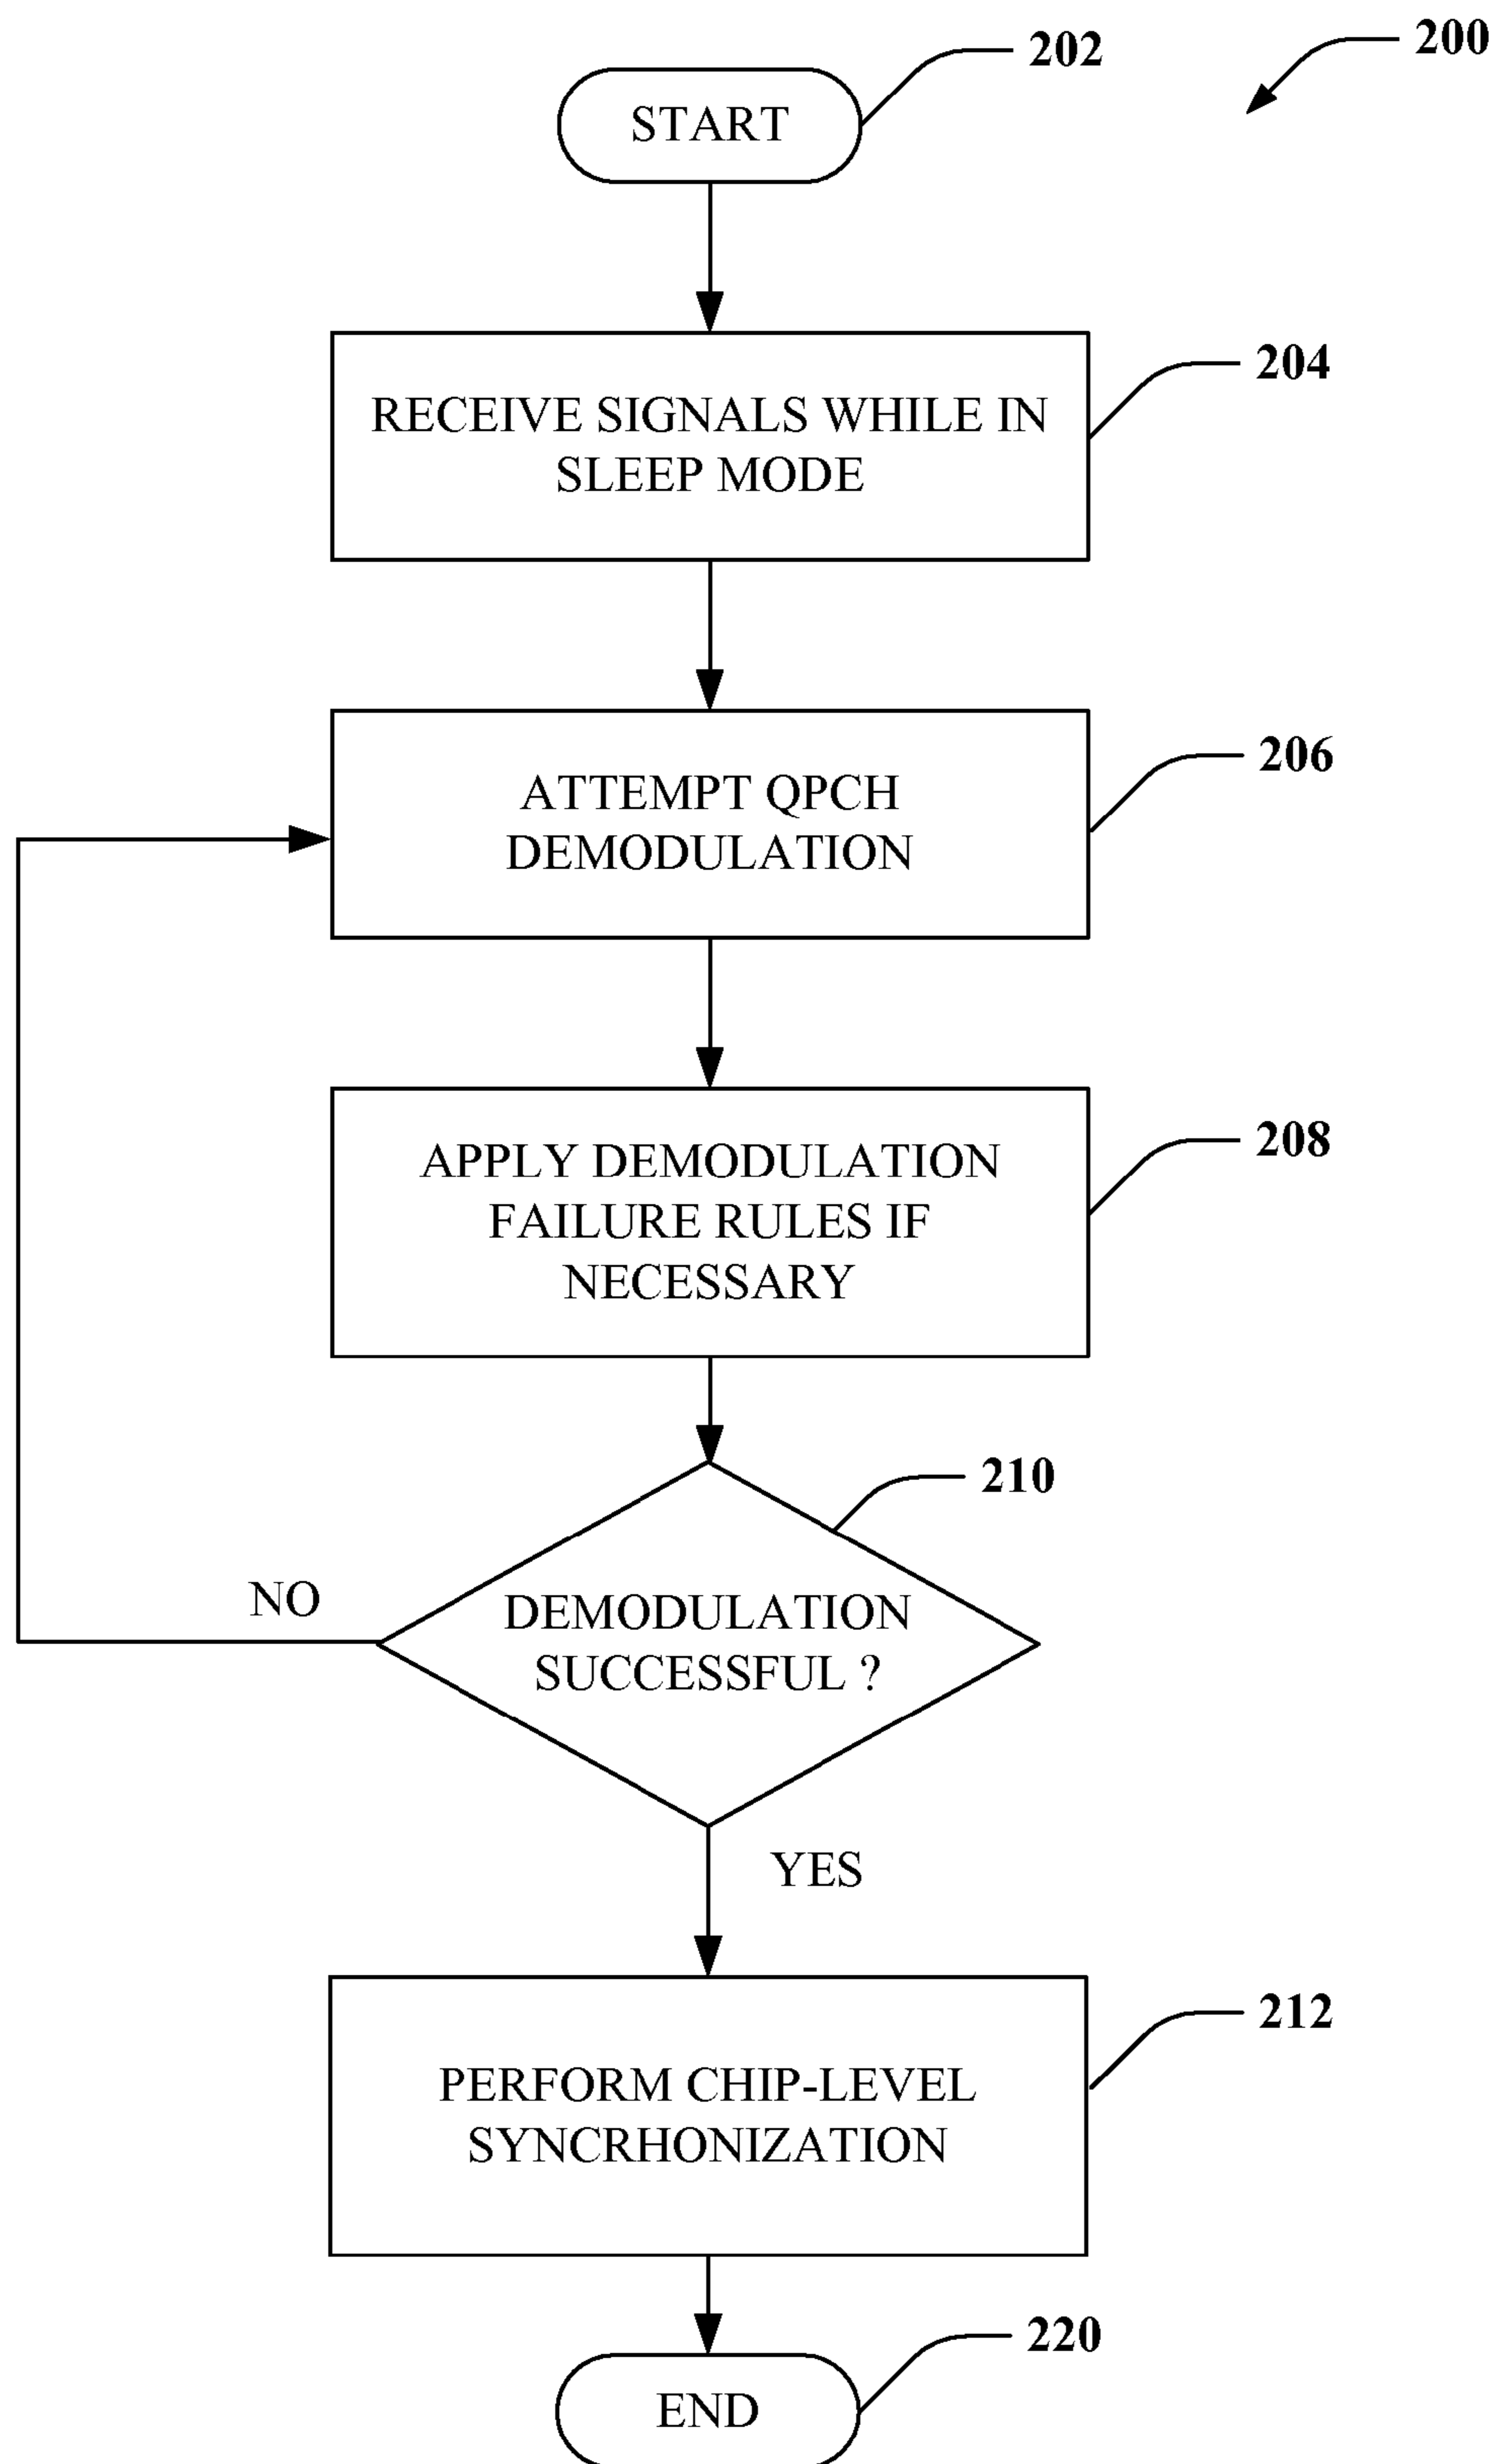 200
202
START
204
RECEIVE SIGNALS WHILE IN
SLEEP MODE
206
ATTEMPT QPCH
DEMODULATION
208
APPLY DEMODULATION
FAILURE RULES IF
NECESSARY
210
DEMODULATION
SUCCESSFUL ?
NO
YES
212
PERFORM CHIP-LEVEL
SYNCRHONIZATION
220
END